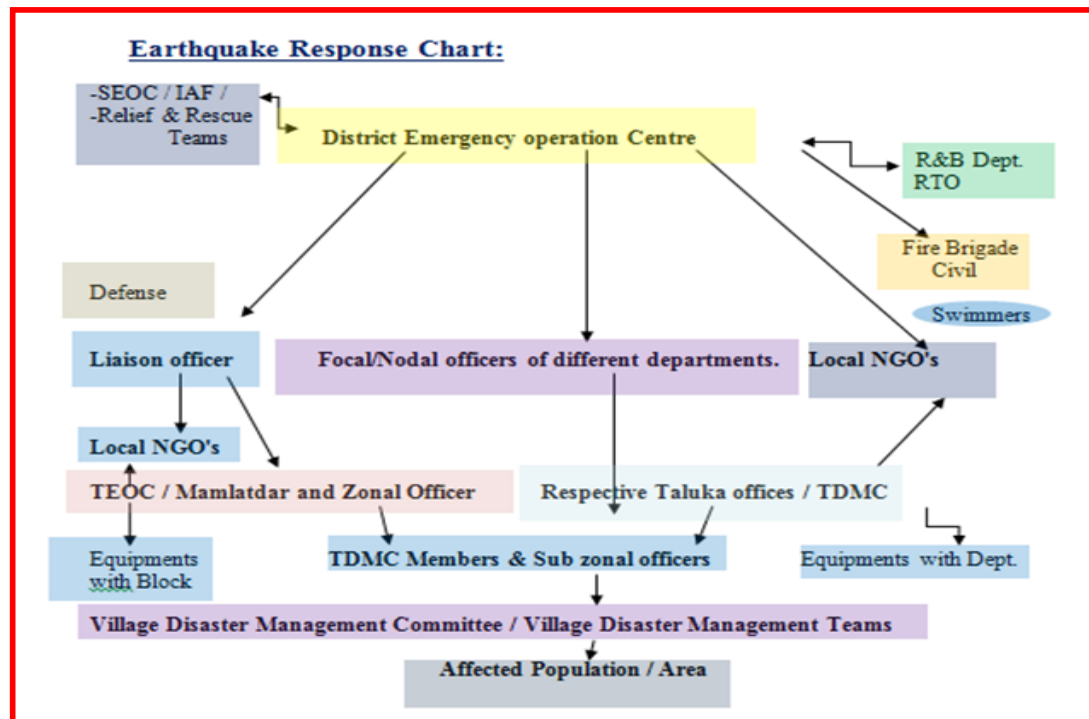 Earthquake Response Chart:
-SEOC / IAF /
-Relief & Rescue
Teams
District Emergency operation Centre
R&B Dept.
RTO
Fire Brigade
Civil
Defense
Swimmers
Liaison officer
Focal/Nodal officers of different departments.
Local NGO's
Local NGO's
TEOC / Mamlatdar and Zonal Officer
Respective Taluka offices / TDMC
Equipments
with Block
TDMC Members & Sub zonal officers
Equipments with Dept.
Village Disaster Management Committee / Village Disaster Management Teams
Affected Population / Area